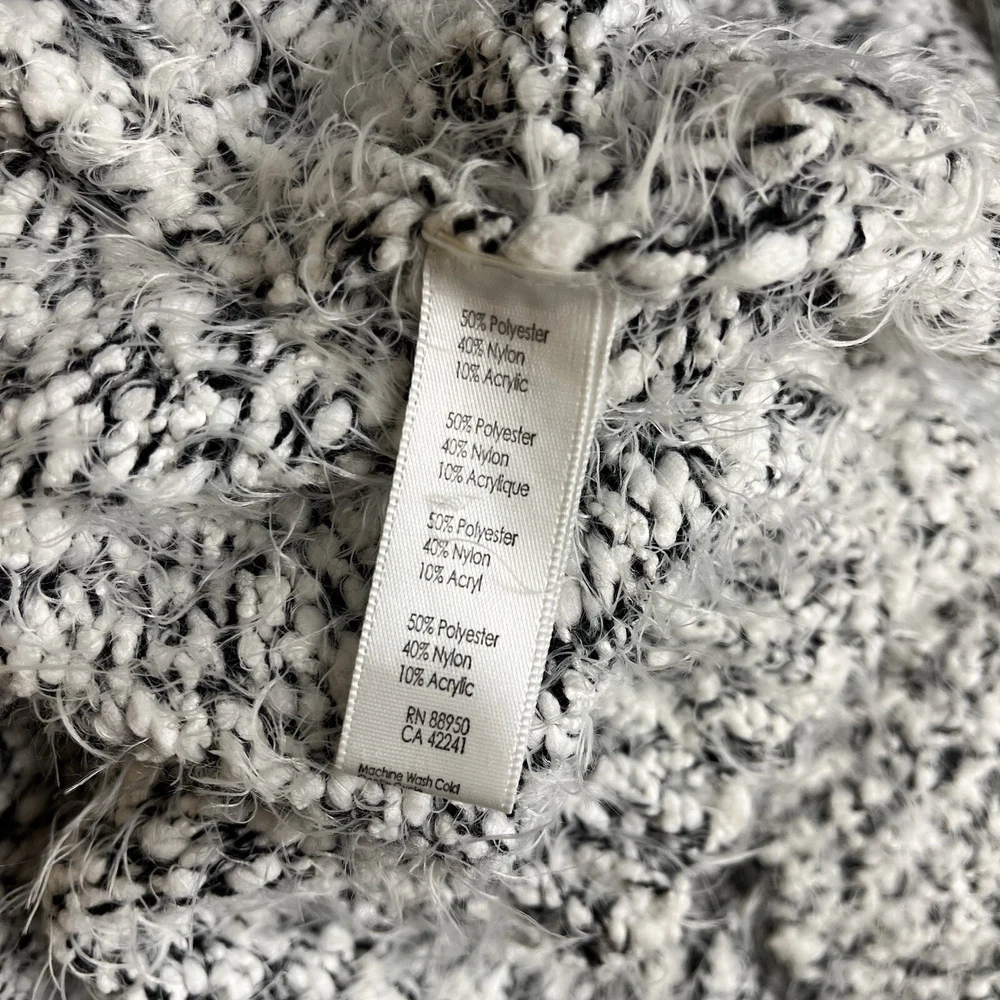 50% Polyester
40% Nylon
10% Acrylic
50% Polyester
40% Nylon
10% Acrylique
50% Polyester
40% Nylon
10% Acryl
50% Polyester
40% Nylon
10% Acrylic
RN 88950
CA 42241
Machine Wash Cold